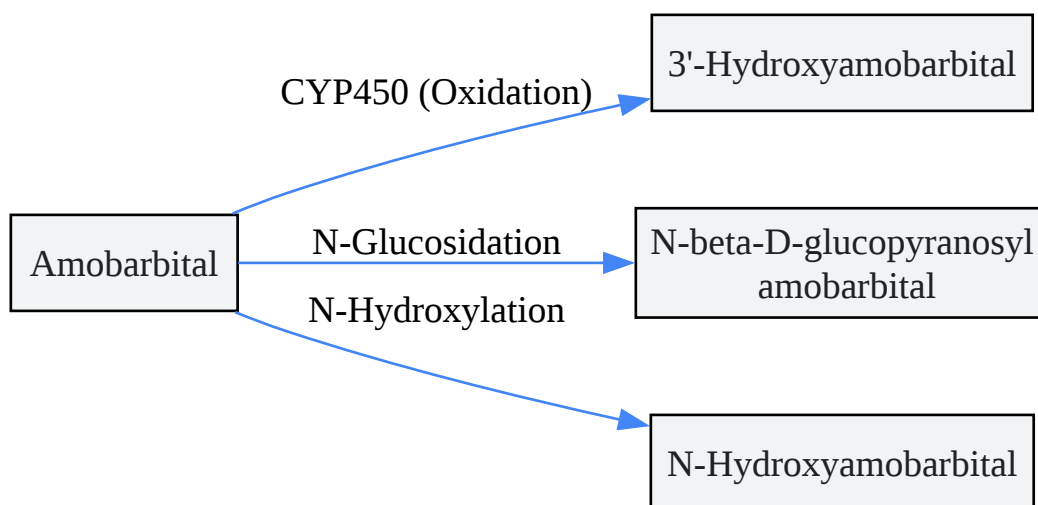 3'-Hydroxyamobarbital
CYP450 (Oxidation)
Amobarbital
N-Glucosidation
N-beta-D-glucopyranosyl
amobarbital
N-Hydroxylation
N-Hydroxyamobarbital